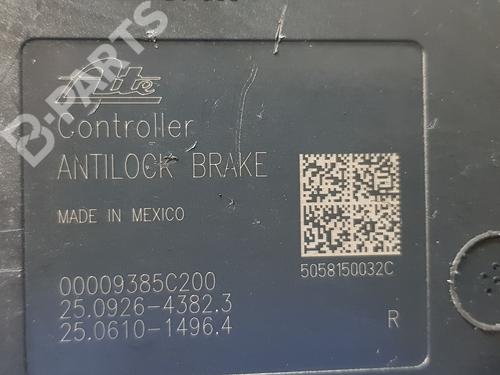 Ate
B-PARTS
Controller
ANTILOCK BRAKE
MADE IN MEXICO
5058150032C
00009385C200
25.0926-4382.3
25.0610-1496.4
R